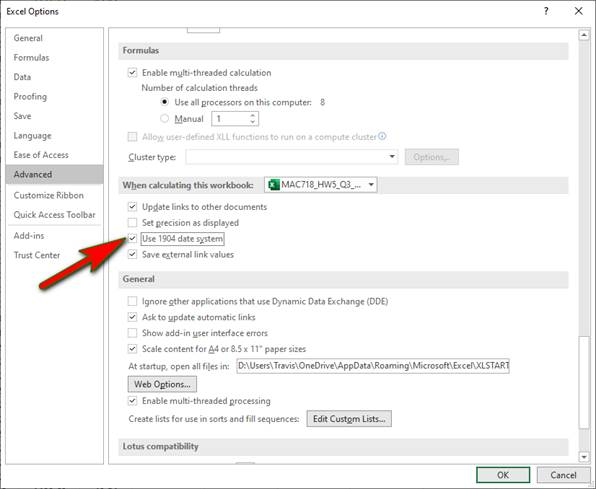 Excel Options ? ×
General
Formulas
Data
Proofing
Save
Language
Ease of Access
Advanced
Customize Ribbon
Quick Access Toolbar
Add-ins
Trust Center
Formulas
Enable multi-threaded calculation
Number of calculation threads
Use all processors on this computer: 8
Manual 1
Allow user-defined XLL functions to run on a compute cluster
Cluster type: Options...
When calculating this workbook: MAC718_HW5_Q3_...
Update links to other documents
Set precision as displayed
Use 1904 date system
Save external link values
General
Ignore other applications that use Dynamic Data Exchange (DDE)
Ask to update automatic links
Show add-in user interface errors
Scale content for A4 or 8.5 x 11" paper sizes
At startup, open all files in: D:\Users\Travis\OneDrive\AppData\Roaming\Microsoft\Excel\XLSTART
Web Options...
Enable multi-threaded processing
Create lists for use in sorts and fill sequences: Edit Custom Lists...
Lotus compatibility
OK Cancel